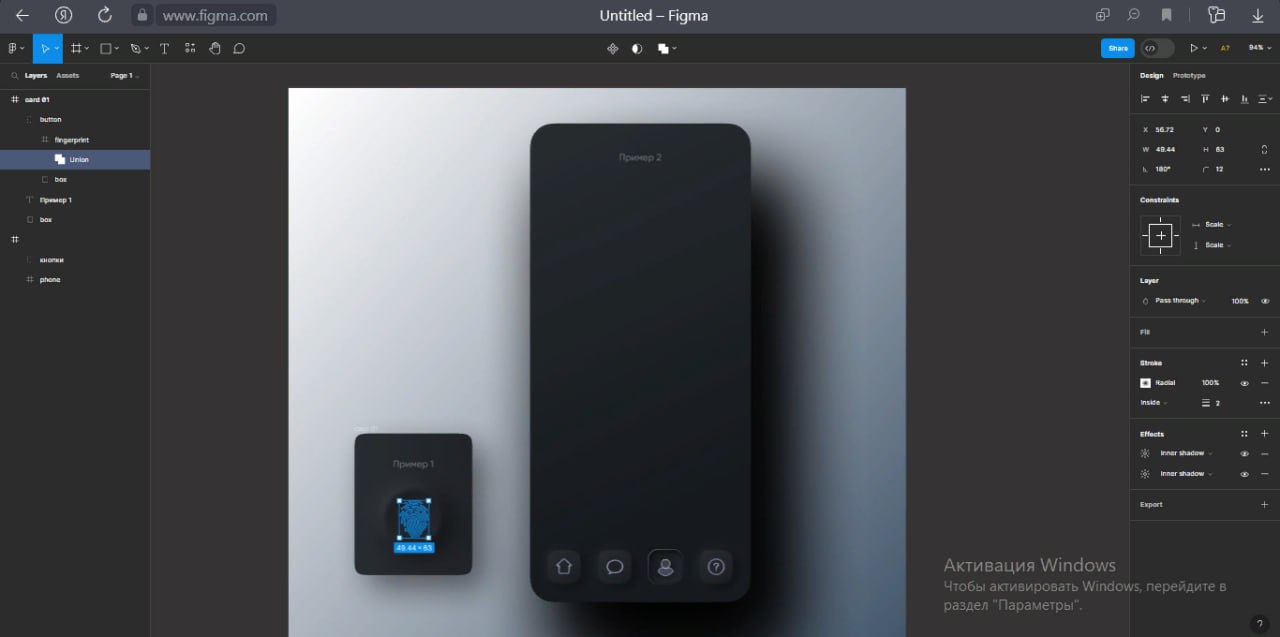 www.figma.com
Untitled – Figma
Share
A?
94%
Layers Assets Page 1
card 01
button
fingerprint
Union
box
Пример 1
box
кнопки
phone
Пример 2
card 01
Пример 1
49.44 × 63
?
Design Prototype
X 56.72 Y 0
W 49.44 H 63
180° 12
Constraints
Scale
Scale
Layer
Pass through 100%
Fill
Stroke
Radial 100%
Inside 2
Effects
Inner shadow
Inner shadow
Export
Активация Windows
Чтобы активировать Windows, перейдите в
раздел "Параметры".
?